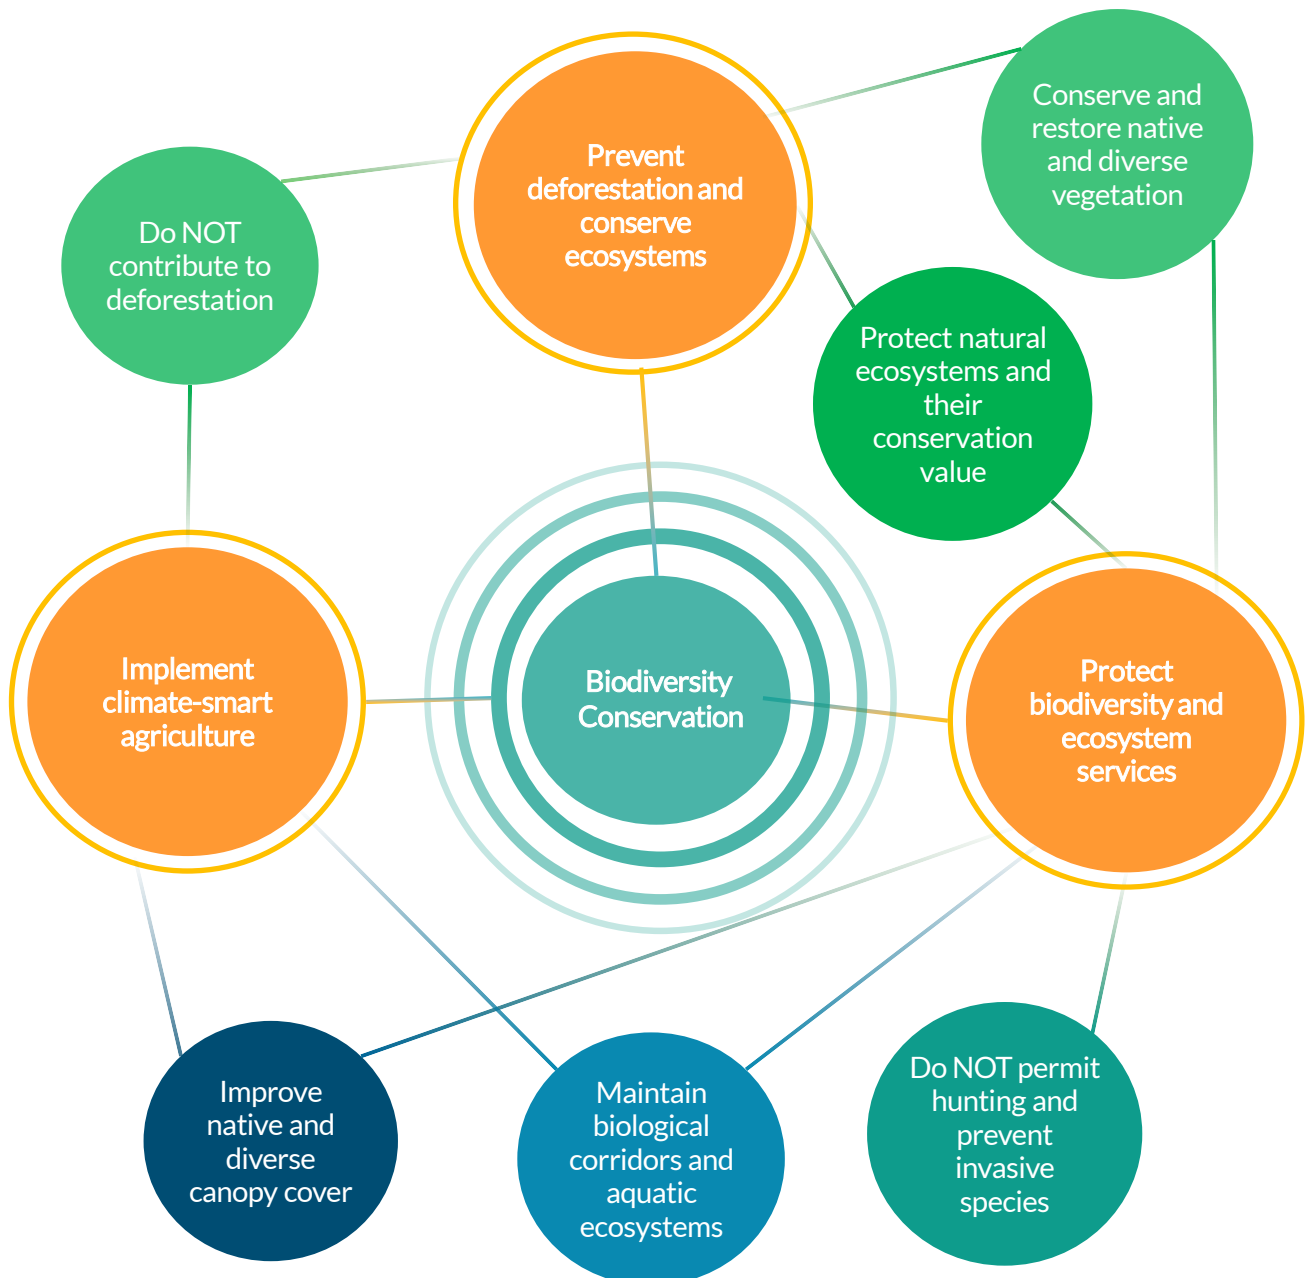 Conserve and
restore native
and diverse
vegetation
Prevent
deforestation and
conserve
ecosystems
Do NOT
contribute to
deforestation
Protect natural
ecosystems and
their
conservation
value
Implement
climate-smart
agriculture
Biodiversity
Conservation
Protect
biodiversity and
ecosystem
services
Improve
native and
diverse
canopy cover
Maintain
biological
corridors and
aquatic
ecosystems
Do NOT permit
hunting and
prevent
invasive
species